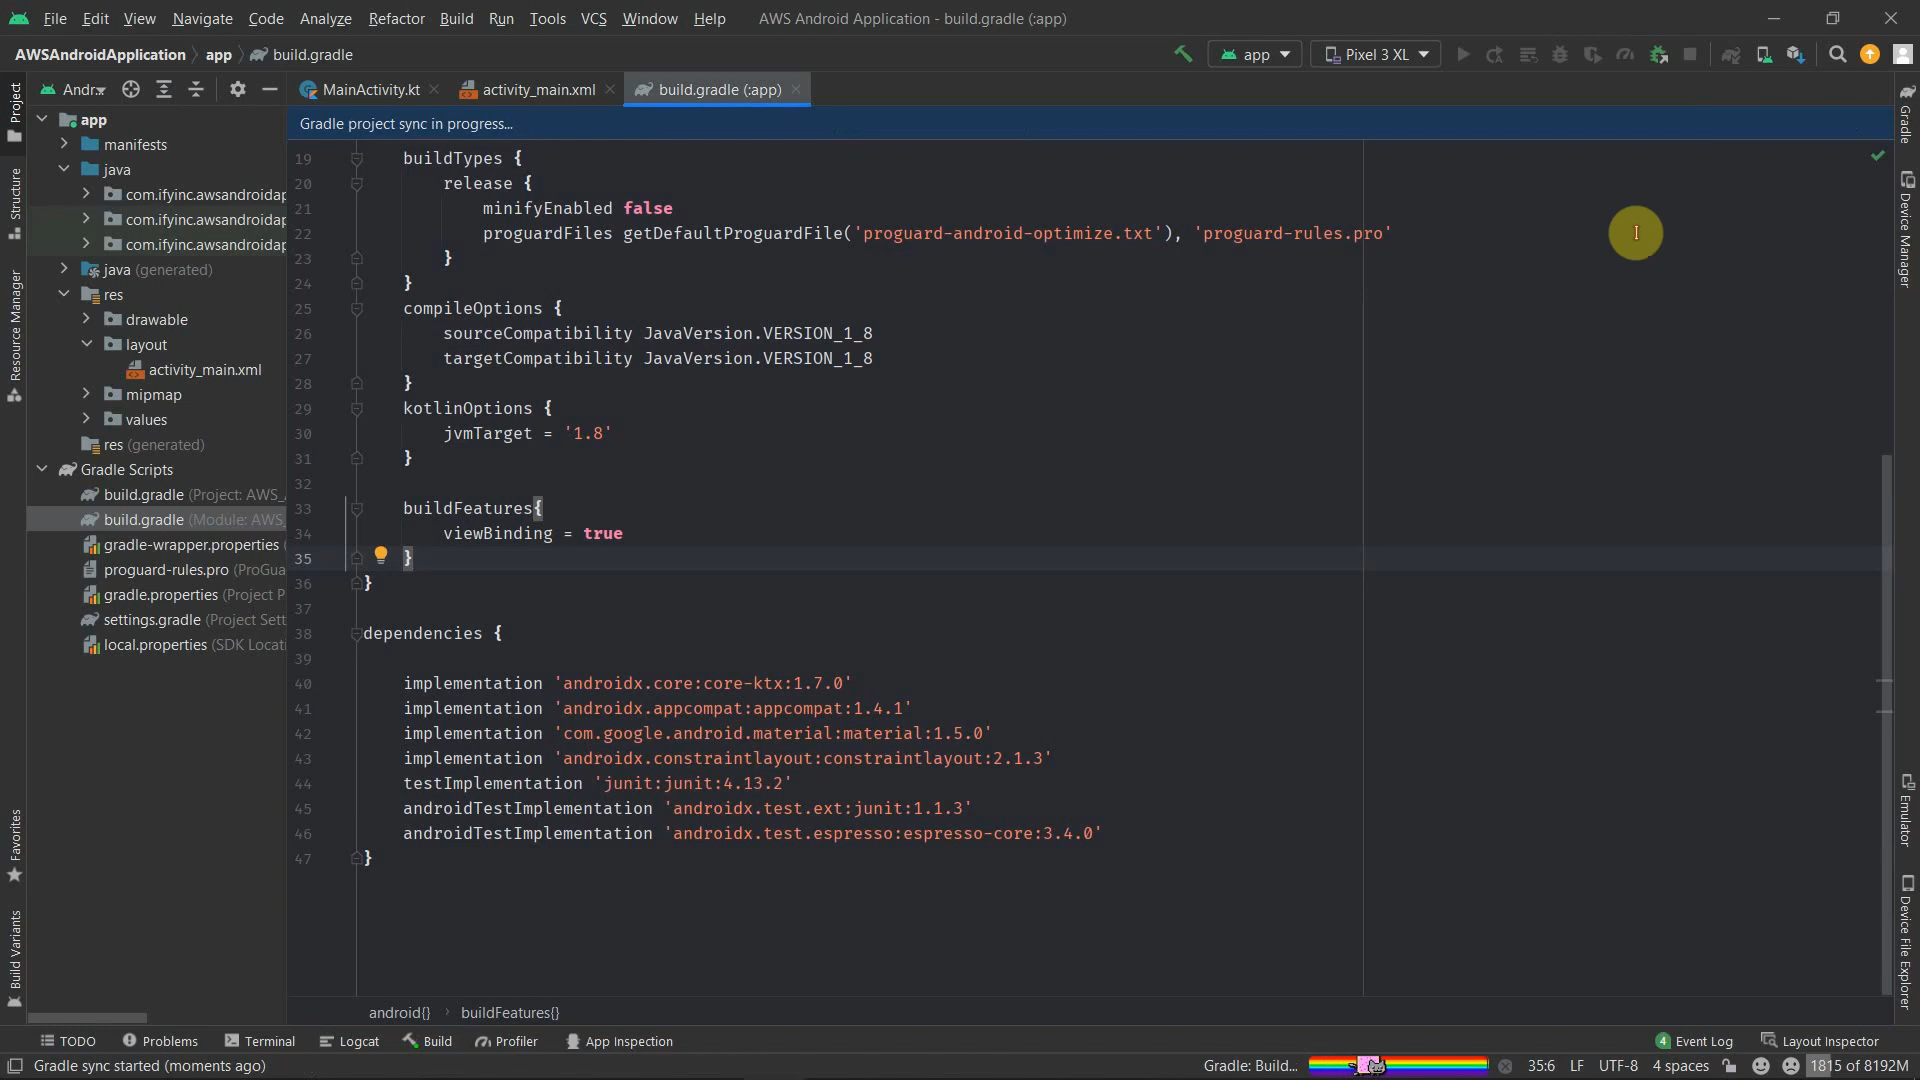 File Edit View Navigate Code Analyze Refactor Build Run Tools VCS Window Help AWS Android Application - build.gradle (:app)
AWSAndroidApplication app build.gradle app Pixel 3 XL
Andr... MainActivity.kt activity_main.xml build.gradle (:app)
Gradle project sync in progress...
Project
Structure
Resource Manager
Favorites
Build Variants
app
manifests
java
com.ifyinc.awsandroidap
com.ifyinc.awsandroidap
com.ifyinc.awsandroidap
java (generated)
res
drawable
layout
activity_main.xml
mipmap
values
res (generated)
Gradle Scripts
build.gradle (Project: AWS_
build.gradle (Module: AWS_
gradle-wrapper.properties (
proguard-rules.pro (ProGua
gradle.properties (Project P
settings.gradle (Project Sett
local.properties (SDK Locati
19 buildTypes {
20 release {
21 minifyEnabled false
22 proguardFiles getDefaultProguardFile('proguard-android-optimize.txt'), 'proguard-rules.pro'
23 }
24 }
25 compileOptions {
26 sourceCompatibility JavaVersion.VERSION_1_8
27 targetCompatibility JavaVersion.VERSION_1_8
28 }
29 kotlinOptions {
30 jvmTarget = '1.8'
31 }
32
33 buildFeatures{
34 viewBinding = true
35 }
36 }
37
38 dependencies {
39
40 implementation 'androidx.core:core-ktx:1.7.0'
41 implementation 'androidx.appcompat:appcompat:1.4.1'
42 implementation 'com.google.android.material:material:1.5.0'
43 implementation 'androidx.constraintlayout:constraintlayout:2.1.3'
44 testImplementation 'junit:junit:4.13.2'
45 androidTestImplementation 'androidx.test.ext:junit:1.1.3'
46 androidTestImplementation 'androidx.test.espresso:espresso-core:3.4.0'
47 }
Gradle
Device Manager
Emulator
Device File Explorer
android{} buildFeatures{}
TODO Problems Terminal Logcat Build Profiler App Inspection 4 Event Log Layout Inspector
Gradle sync started (moments ago) Gradle: Build... 35:6 LF UTF-8 4 spaces 1815 of 8192M